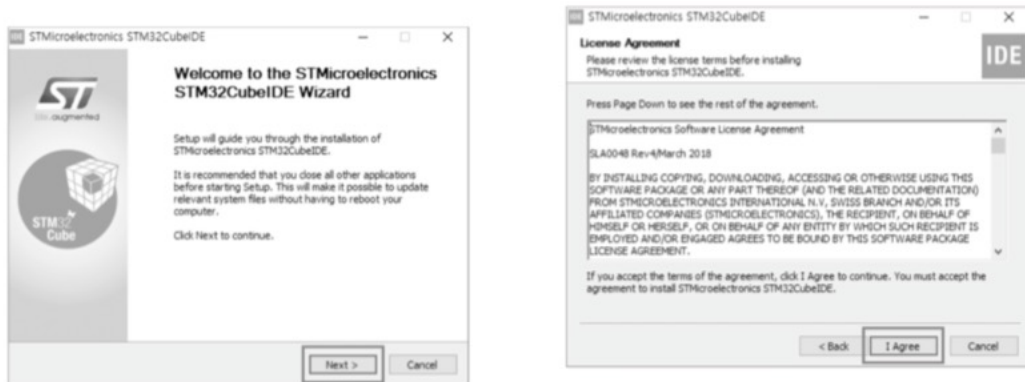 STMicroelectronics STM32CubeIDE
ST
life.augmented
STM32
Cube
Welcome to the STMicroelectronics
STM32CubeIDE Wizard
Setup will guide you through the installation of
STMicroelectronics STM32CubeIDE.
It is recommended that you close all other applications
before starting Setup. This will make it possible to update
relevant system files without having to reboot your
computer.
Click Next to continue.
Next >
Cancel
IDE STMicroelectronics STM32CubeIDE
License Agreement
Please review the license terms before installing
STMicroelectronics STM32CubeIDE.
IDE
Press Page Down to see the rest of the agreement.
STMicroelectronics Software License Agreement
SLA0048 Rev4/March 2018
BY INSTALLING COPYING, DOWNLOADING, ACCESSING OR OTHERWISE USING THIS
SOFTWARE PACKAGE OR ANY PART THEREOF (AND THE RELATED DOCUMENTATION)
FROM STMICROELECTRONICS INTERNATIONAL N.V, SWISS BRANCH AND/OR ITS
AFFILIATED COMPANIES (STMICROELECTRONICS), THE RECIPIENT, ON BEHALF OF
HIMSELF OR HERSELF, OR ON BEHALF OF ANY ENTITY BY WHICH SUCH RECIPIENT IS
EMPLOYED AND/OR ENGAGED AGREES TO BE BOUND BY THIS SOFTWARE PACKAGE
LICENSE AGREEMENT.
If you accept the terms of the agreement, click I Agree to continue. You must accept the
agreement to install STMicroelectronics STM32CubeIDE.
< Back
I Agree
Cancel